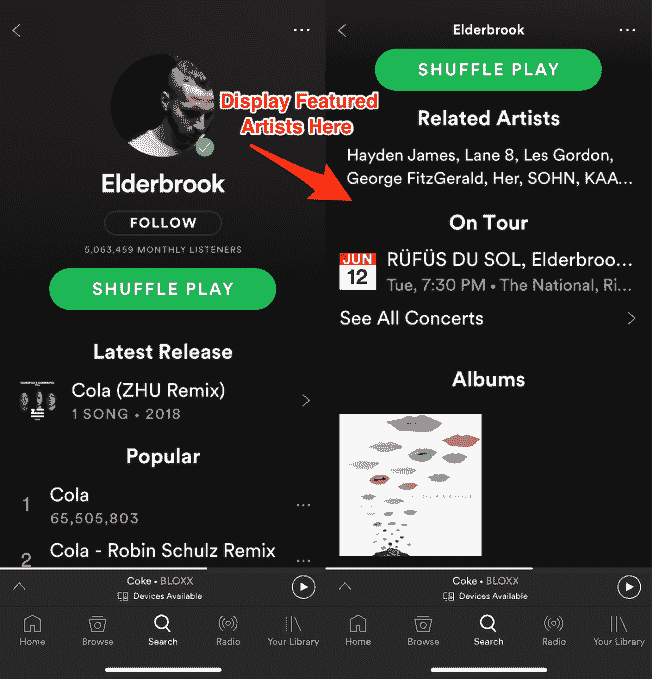 Display Featured
Artists Here
Elderbrook
FOLLOW
5,063,459 MONTHLY LISTENERS
SHUFFLE PLAY
Latest Release
Cola (ZHU Remix)
1 SONG • 2018
Popular
1
Cola
65,505,803
2
Cola - Robin Schulz Remix
Coke • BLOXX
Devices Available
Home
Browse
Search
Radio
Your Library
Elderbrook
SHUFFLE PLAY
Related Artists
Hayden James, Lane 8, Les Gordon,
George FitzGerald, Her, SOHN, KAA...
On Tour
JUN
12
RÜFÜS DU SOL, Elderbroo...
Tue, 7:30 PM • The National, Ri...
See All Concerts
Albums
Coke • BLOXX
Devices Available
Home
Browse
Search
Radio
Your Library